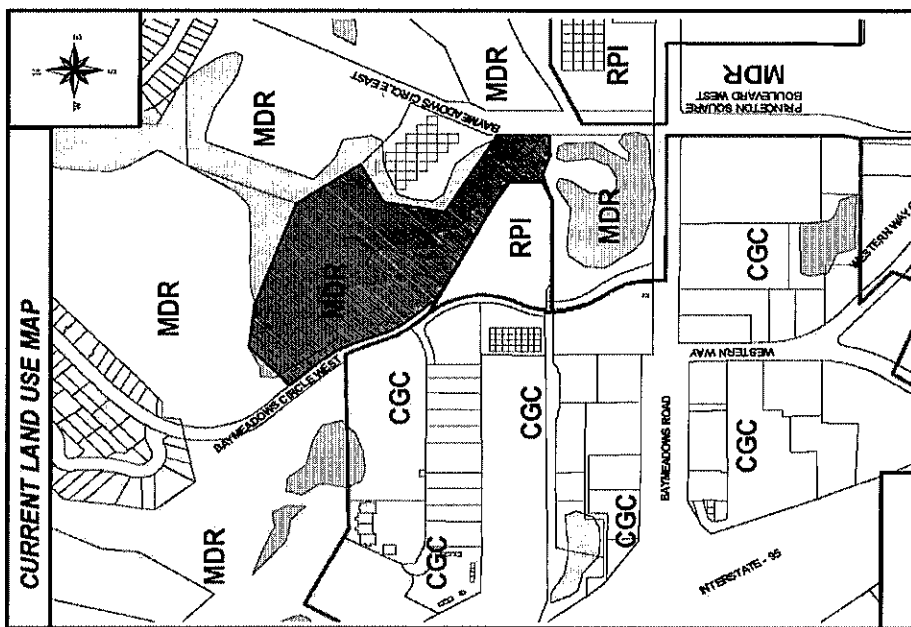 CURRENT LAND USE MAP
MDR
MDR
MDR
MDR
BAYMEADOWS CIRCLE WEST
BAYMEADOWS CIRCLE EAST
MDR
CGC
CGC
CGC
RPI
RPI
MDR
CGC
BAYMEADOWS ROAD
MDR
PRINCETON SQUARE
BOULEVARD WEST
INTERSTATE - 95
CGC
WESTERN WAY
CGC
WESTERN WAY